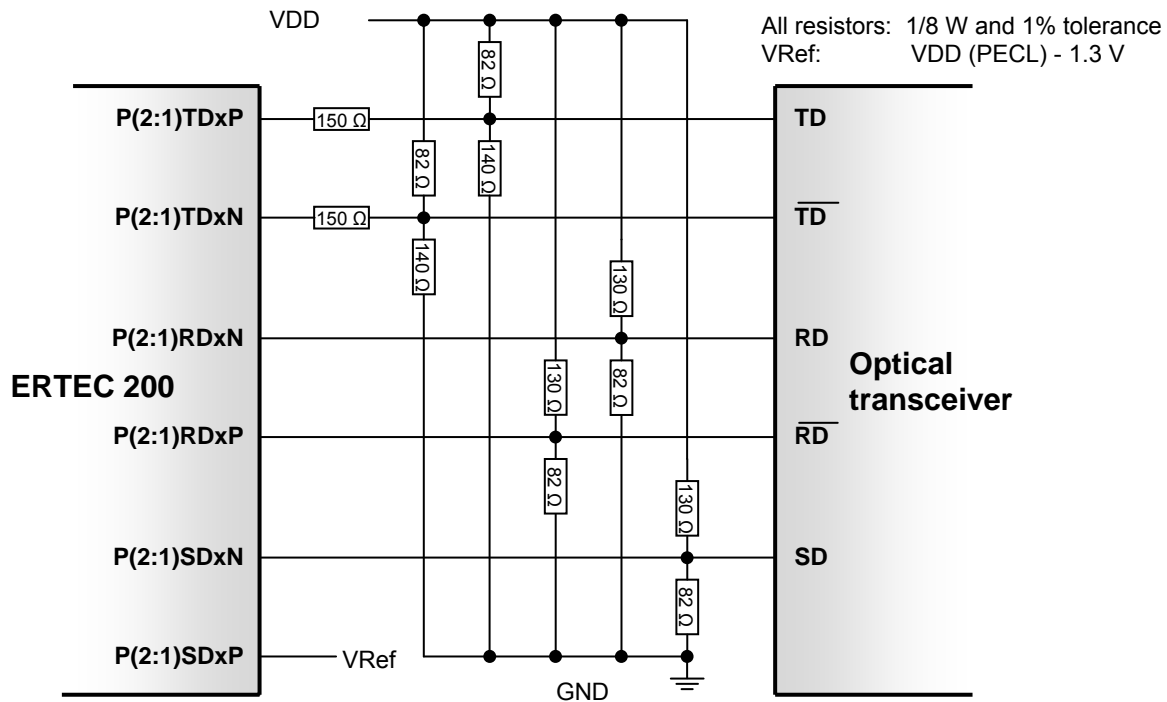 VDD
All resistors: 1/8 W and 1% tolerance
VRef: VDD (PECL) - 1.3 V
82 Ω
P(2:1)TDxP
150 Ω
TD
82 Ω
140 Ω
P(2:1)TDxN
150 Ω
TD
140 Ω
130 Ω
P(2:1)RDxN
RD
ERTEC 200
130 Ω
82 Ω
Optical
transceiver
P(2:1)RDxP
RD
82 Ω
130 Ω
P(2:1)SDxN
SD
82 Ω
P(2:1)SDxP
VRef
GND